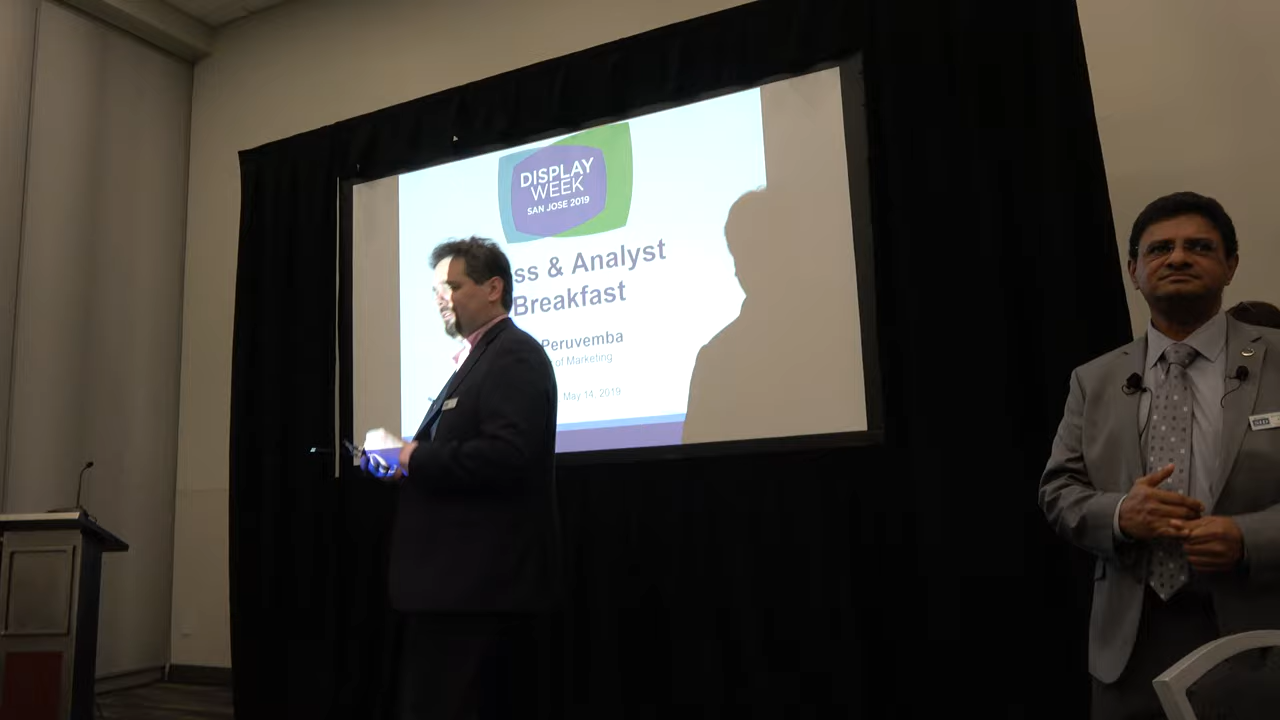 DISPLAY
WEEK
SAN JOSE 2019
ss & Analyst
Breakfast
Peruvemba
of Marketing
May 14, 2019